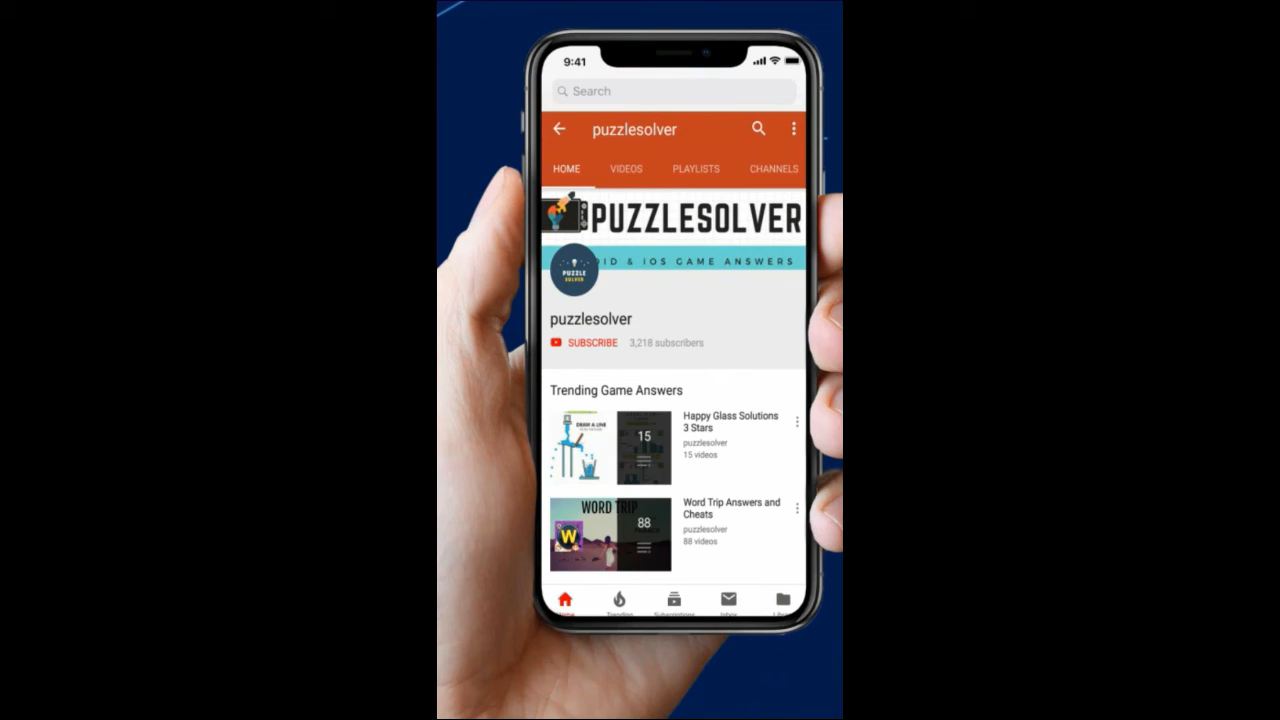 9:41
Search
puzzlesolver
HOME VIDEOS PLAYLISTS CHANNELS
PUZZLESOLVER
PUZZLE
SOLVER
OID & IOS GAME ANSWERS
puzzlesolver
SUBSCRIBE 3,218 subscribers
Trending Game Answers
DRAW A LINE
15
Happy Glass Solutions
3 Stars
puzzlesolver
15 videos
WORD TRIP
W
88
Word Trip Answers and
Cheats
puzzlesolver
88 videos